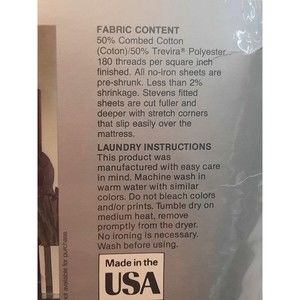 FABRIC CONTENT
50% Combed Cotton
(Coton)/50% Trevira® Polyester.
180 threads per square inch
finished. All no-iron sheets are
pre-shrunk. Less than 2%
shrinkage. Stevens fitted
sheets are cut fuller and
deeper with stretch corners
that slip easily over the
mattress.
LAUNDRY INSTRUCTIONS
This product was
manufactured with easy care
in mind. Machine wash in
warm water with similar
colors. Do not bleach colors
and/or prints. Tumble dry on
medium heat, remove
promptly from the dryer.
No ironing is necessary.
Wash before using.
Made in the
USA
not available for purchase